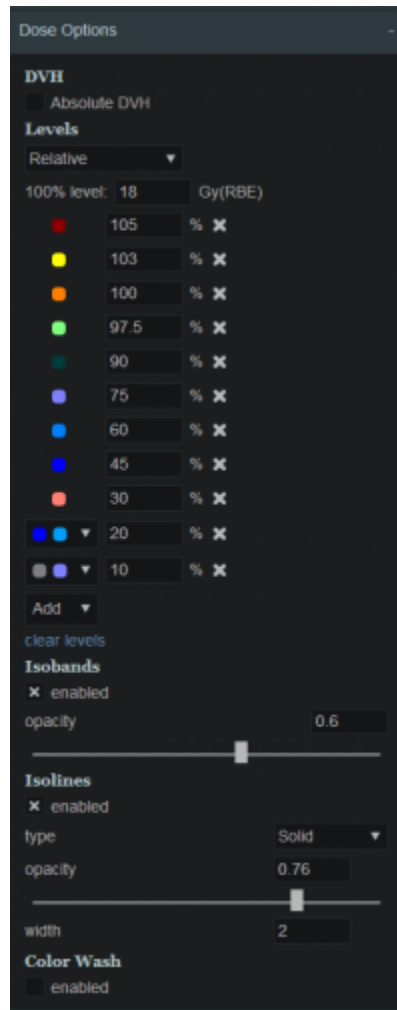 Dose Options -
DVH
Absolute DVH
Levels
Relative
100% level: 18 Gy(RBE)
105 %
103 %
100 %
97.5 %
90 %
75 %
60 %
45 %
30 %
20 %
10 %
Add
clear levels
Isobands
enabled
opacity 0.6
Isolines
enabled
type Solid
opacity 0.76
width 2
Color Wash
enabled